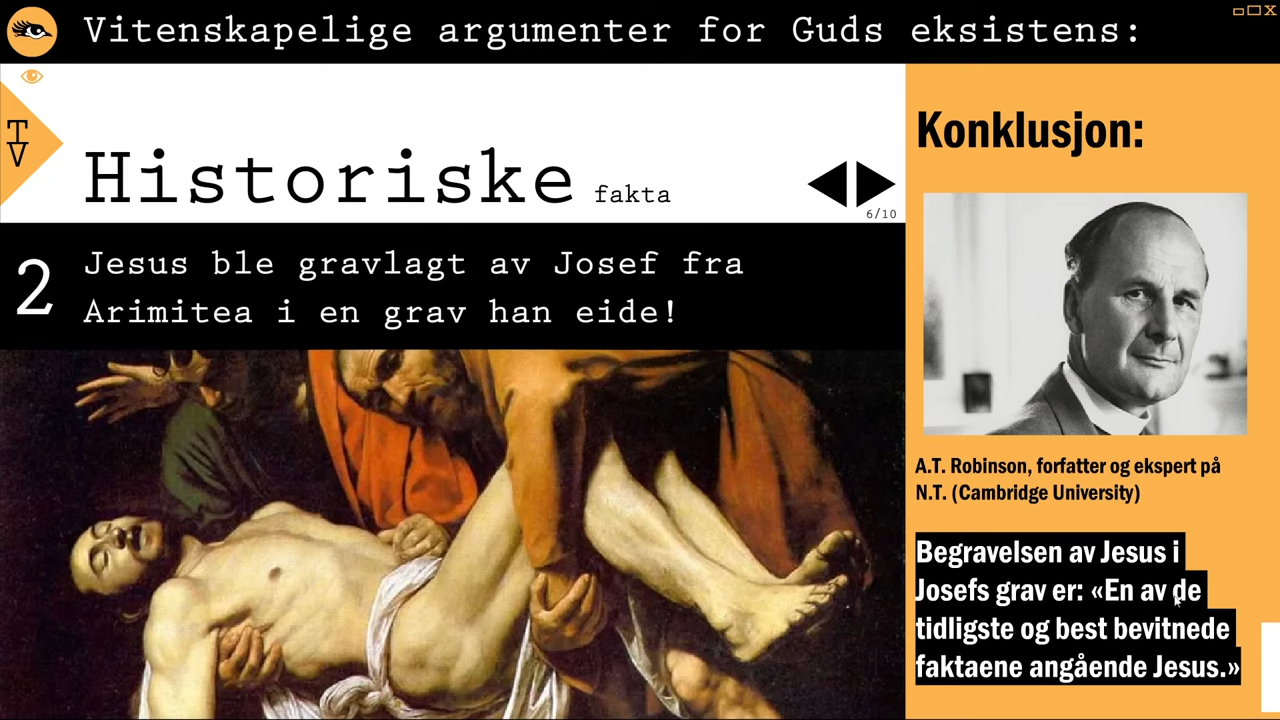 Vitenskapelige argumenter for Guds eksistens:
X
TV
Historiske fakta
6/10
2
Jesus ble gravlagt av Josef fra
Arimitea i en grav han eide!
Konklusjon:
A.T. Robinson, forfatter og ekspert på
N.T. (Cambridge University)
Begravelsen av Jesus i
Josefs grav er: «En av de
tidligste og best bevitnede
faktaene angående Jesus.»